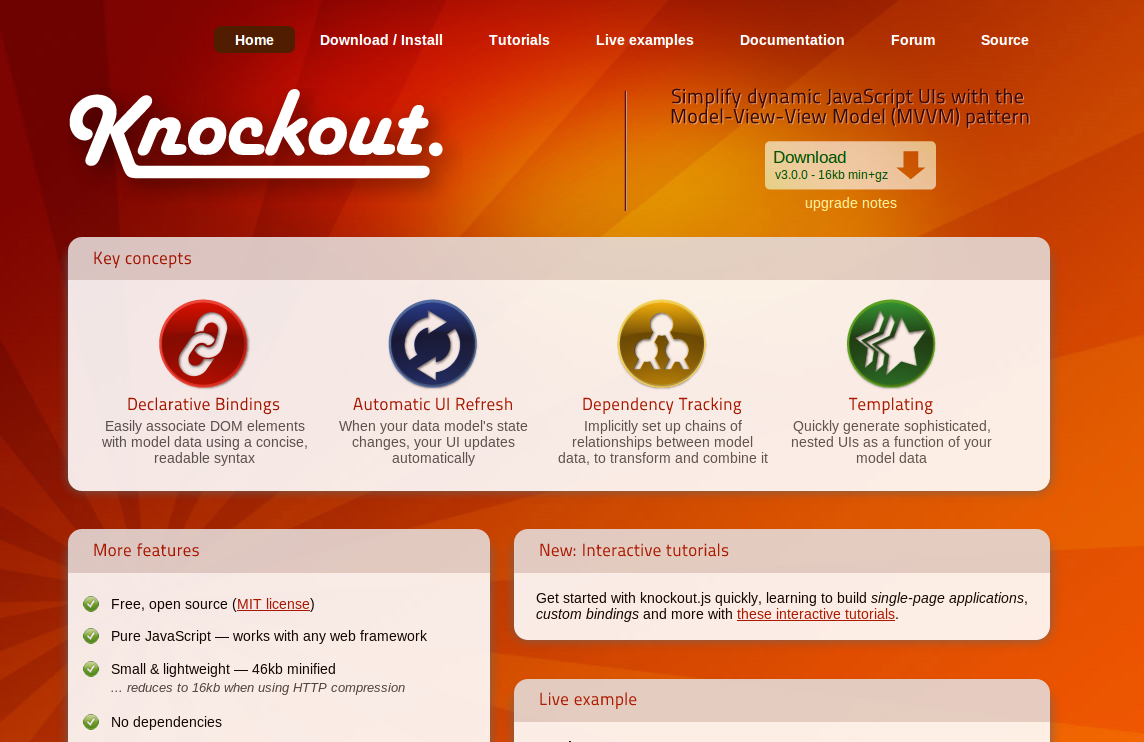 Home Download / Install Tutorials Live examples Documentation Forum Source
Knockout.
Simplify dynamic JavaScript UIs with the
Model-View-View Model (MVVM) pattern
Download
v3.0.0 - 16kb min+gz
upgrade notes
Key concepts
Declarative Bindings
Easily associate DOM elements
with model data using a concise,
readable syntax
Automatic UI Refresh
When your data model's state
changes, your UI updates
automatically
Dependency Tracking
Implicitly set up chains of
relationships between model
data, to transform and combine it
Templating
Quickly generate sophisticated,
nested UIs as a function of your
model data
More features
Free, open source (MIT license)
Pure JavaScript — works with any web framework
Small & lightweight — 46kb minified
... reduces to 16kb when using HTTP compression
No dependencies
New: Interactive tutorials
Get started with knockout.js quickly, learning to build single-page applications,
custom bindings and more with these interactive tutorials.
Live example